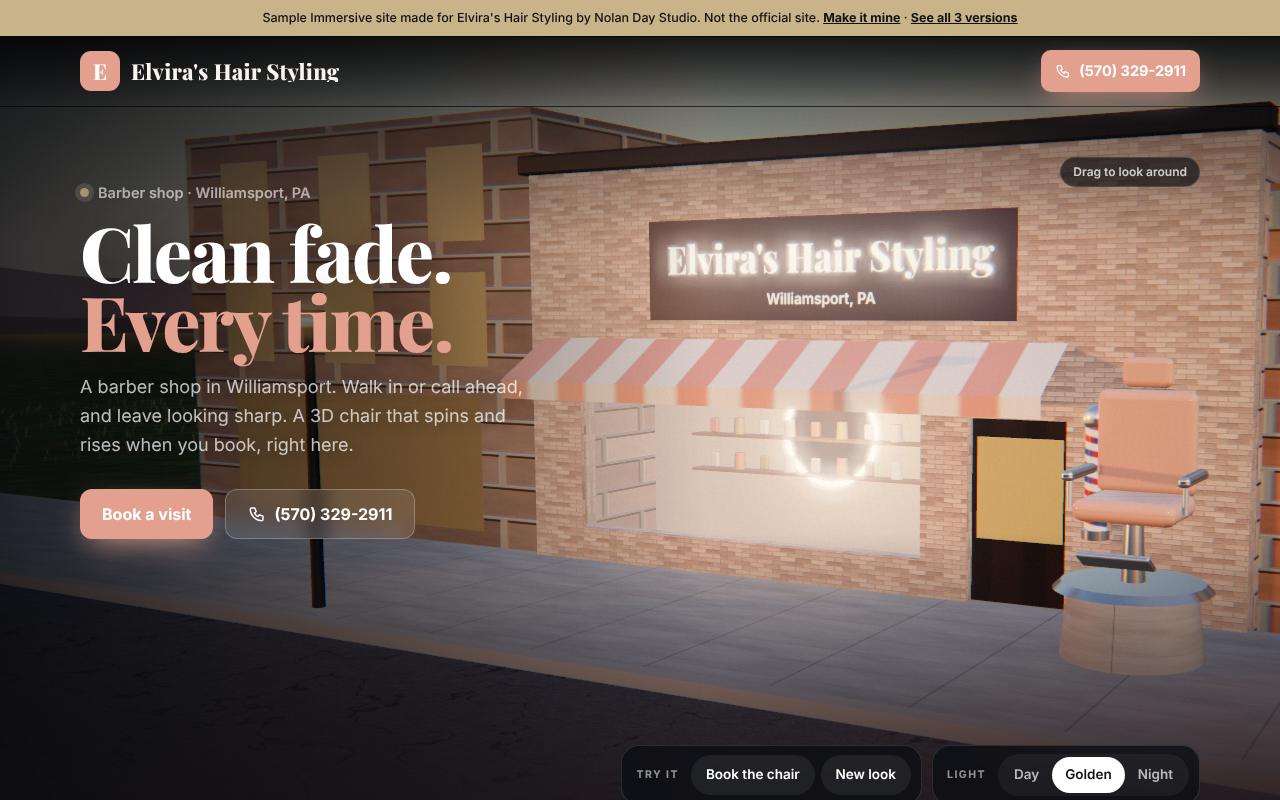 Sample Immersive site made for Elvira's Hair Styling by Nolan Day Studio. Not the official site. Make it mine · See all 3 versions
E Elvira's Hair Styling
(570) 329-2911
Drag to look around
Barber shop · Williamsport, PA
Clean fade.
Every time.
A barber shop in Williamsport. Walk in or call ahead,
and leave looking sharp. A 3D chair that spins and
rises when you book, right here.
Book a visit
(570) 329-2911
Elvira's Hair Styling
Williamsport, PA
TRY IT Book the chair New look
LIGHT Day Golden Night